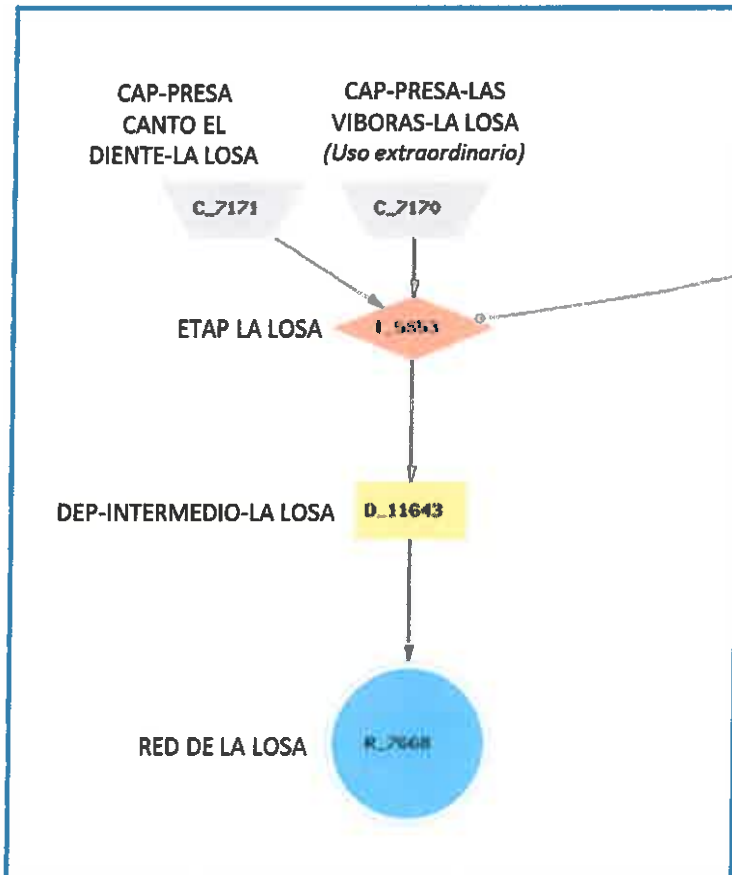 CAP-PRESA
CANTO EL
DIENTE-LA LOSA
CAP-PRESA-LAS
VIBORAS-LA LOSA
(Uso extraordinario)
C_7171
C_7170
ETAP LA LOSA
DEP-INTERMEDIO-LA LOSA
D_11643
RED DE LA LOSA
R_7668